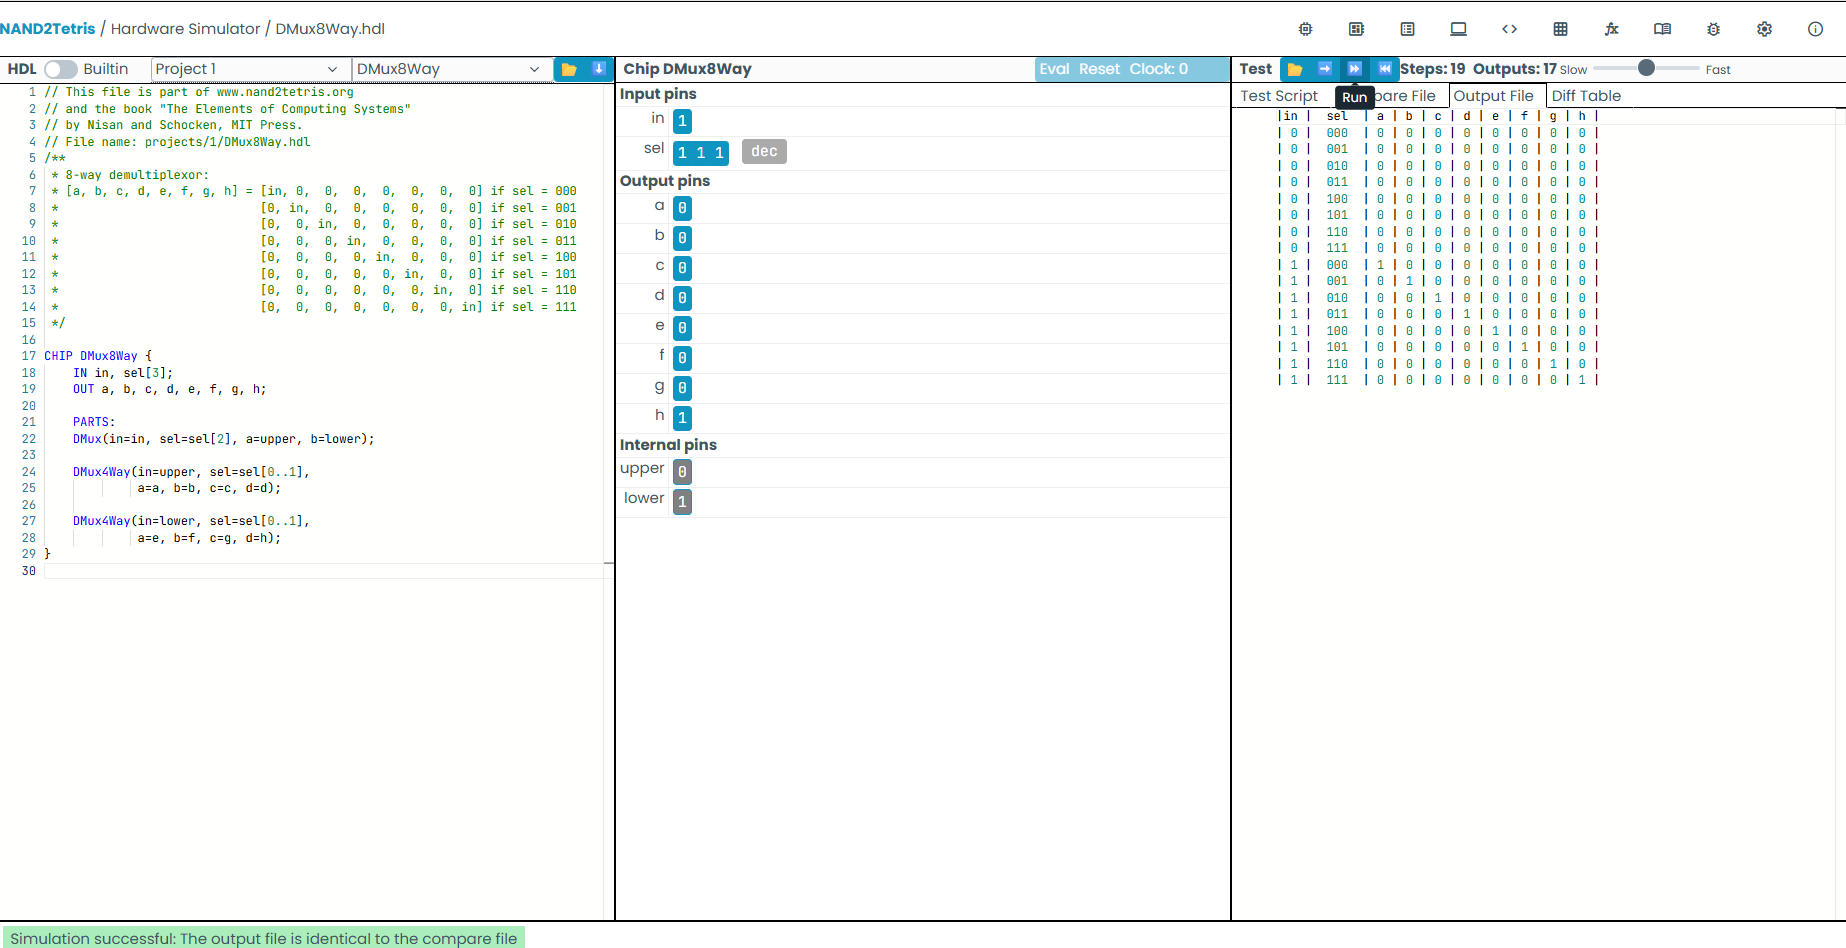 NAND2Tetris / Hardware Simulator / DMux8Way.hdl
HDL Builtin Project 1 DMux8Way
1 // This file is part of www.nand2tetris.org
2 // and the book "The Elements of Computing Systems"
3 // by Nisan and Schocken, MIT Press.
4 // File name: projects/1/DMux8Way.hdl
5 /**
6 * 8-way demultiplexor:
7 * [a, b, c, d, e, f, g, h] = [in, 0, 0, 0, 0, 0, 0, 0] if sel = 000
8 * [0, in, 0, 0, 0, 0, 0, 0] if sel = 001
9 * [0, 0, in, 0, 0, 0, 0, 0] if sel = 010
10 * [0, 0, 0, in, 0, 0, 0, 0] if sel = 011
11 * [0, 0, 0, 0, in, 0, 0, 0] if sel = 100
12 * [0, 0, 0, 0, 0, in, 0, 0] if sel = 101
13 * [0, 0, 0, 0, 0, 0, in, 0] if sel = 110
14 * [0, 0, 0, 0, 0, 0, 0, in] if sel = 111
15 */
16
17 CHIP DMux8Way {
18 IN in, sel[3];
19 OUT a, b, c, d, e, f, g, h;
20
21 PARTS:
22 DMux(in=in, sel=sel[2], a=upper, b=lower);
23
24 DMux4Way(in=upper, sel=sel[0..1],
25 a=a, b=b, c=c, d=d);
26
27 DMux4Way(in=lower, sel=sel[0..1],
28 a=e, b=f, c=g, d=h);
29 }
30
Chip DMux8Way Eval Reset Clock: 0
Input pins
in 1
sel 1 1 1 dec
Output pins
a 0
b 0
c 0
d 0
e 0
f 0
g 0
h 1
Internal pins
upper 0
lower 1
Test Steps: 19 Outputs: 17 Slow Fast
Test Script Run pare File Output File Diff Table
|in | sel | a | b | c | d | e | f | g | h |
| 0 | 000 | 0 | 0 | 0 | 0 | 0 | 0 | 0 | 0 |
| 0 | 001 | 0 | 0 | 0 | 0 | 0 | 0 | 0 | 0 |
| 0 | 010 | 0 | 0 | 0 | 0 | 0 | 0 | 0 | 0 |
| 0 | 011 | 0 | 0 | 0 | 0 | 0 | 0 | 0 | 0 |
| 0 | 100 | 0 | 0 | 0 | 0 | 0 | 0 | 0 | 0 |
| 0 | 101 | 0 | 0 | 0 | 0 | 0 | 0 | 0 | 0 |
| 0 | 110 | 0 | 0 | 0 | 0 | 0 | 0 | 0 | 0 |
| 0 | 111 | 0 | 0 | 0 | 0 | 0 | 0 | 0 | 0 |
| 1 | 000 | 1 | 0 | 0 | 0 | 0 | 0 | 0 | 0 |
| 1 | 001 | 0 | 1 | 0 | 0 | 0 | 0 | 0 | 0 |
| 1 | 010 | 0 | 0 | 1 | 0 | 0 | 0 | 0 | 0 |
| 1 | 011 | 0 | 0 | 0 | 1 | 0 | 0 | 0 | 0 |
| 1 | 100 | 0 | 0 | 0 | 0 | 1 | 0 | 0 | 0 |
| 1 | 101 | 0 | 0 | 0 | 0 | 0 | 1 | 0 | 0 |
| 1 | 110 | 0 | 0 | 0 | 0 | 0 | 0 | 1 | 0 |
| 1 | 111 | 0 | 0 | 0 | 0 | 0 | 0 | 0 | 1 |
Simulation successful: The output file is identical to the compare file